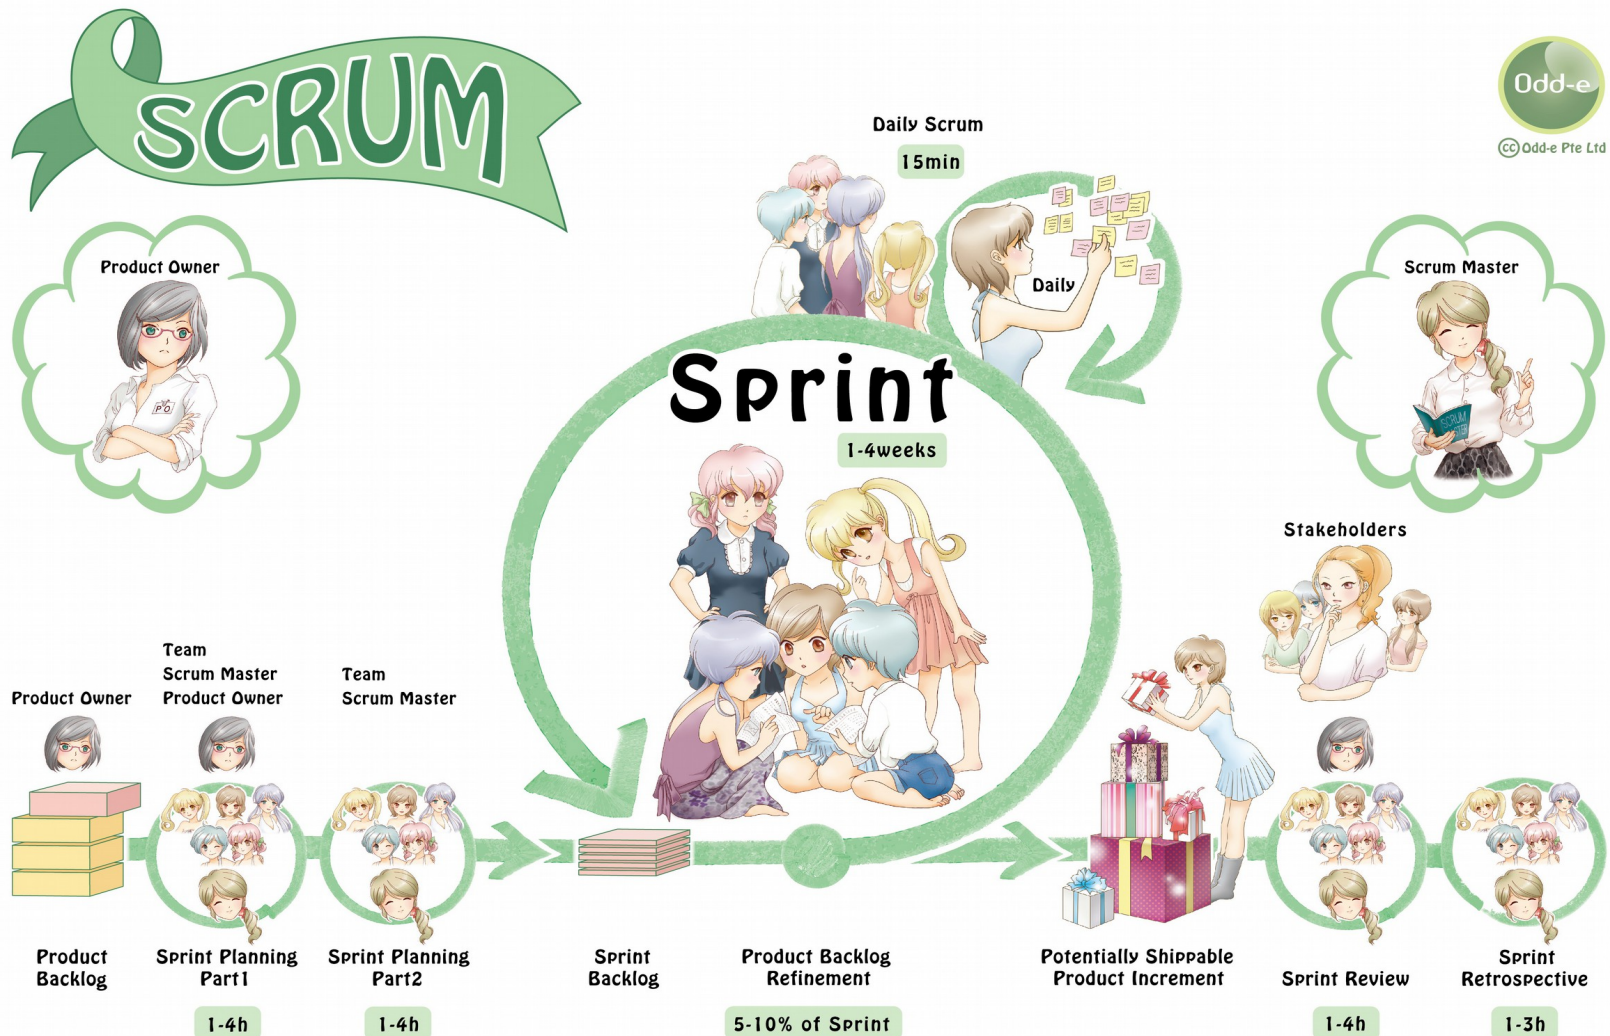 SCRUM
Odd-e
cc Odd-e Pte Ltd
Daily Scrum
15min
Daily
Product Owner
PO
Scrum Master
SCRUM
MASTER
Sprint
1-4weeks
Stakeholders
Product Owner
Team
Scrum Master
Product Owner
Team
Scrum Master
Product
Backlog
Sprint Planning
Part1
1-4h
Sprint Planning
Part2
1-4h
Sprint
Backlog
Product Backlog
Refinement
5-10% of Sprint
Potentially Shippable
Product Increment
Sprint Review
1-4h
Sprint
Retrospective
1-3h